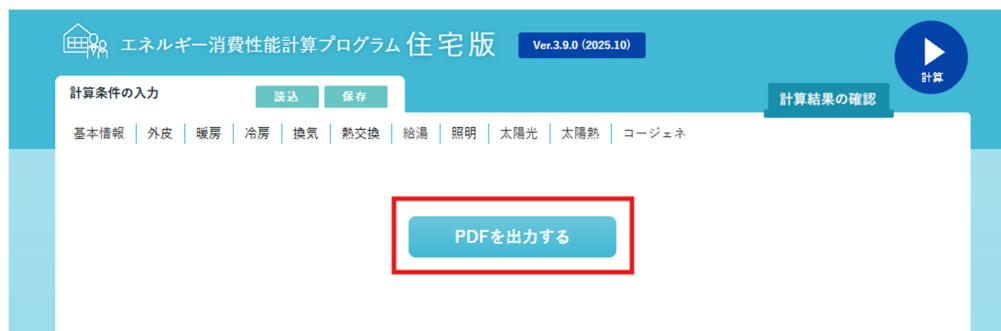 エネルギー消費性能計算プログラム 住宅版 Ver.3.9.0 (2025.10)
計算
計算条件の入力 読込 保存 計算結果の確認
基本情報 外皮 暖房 冷房 換気 熱交換 給湯 照明 太陽光 太陽熱 コージェネ
PDFを出力する